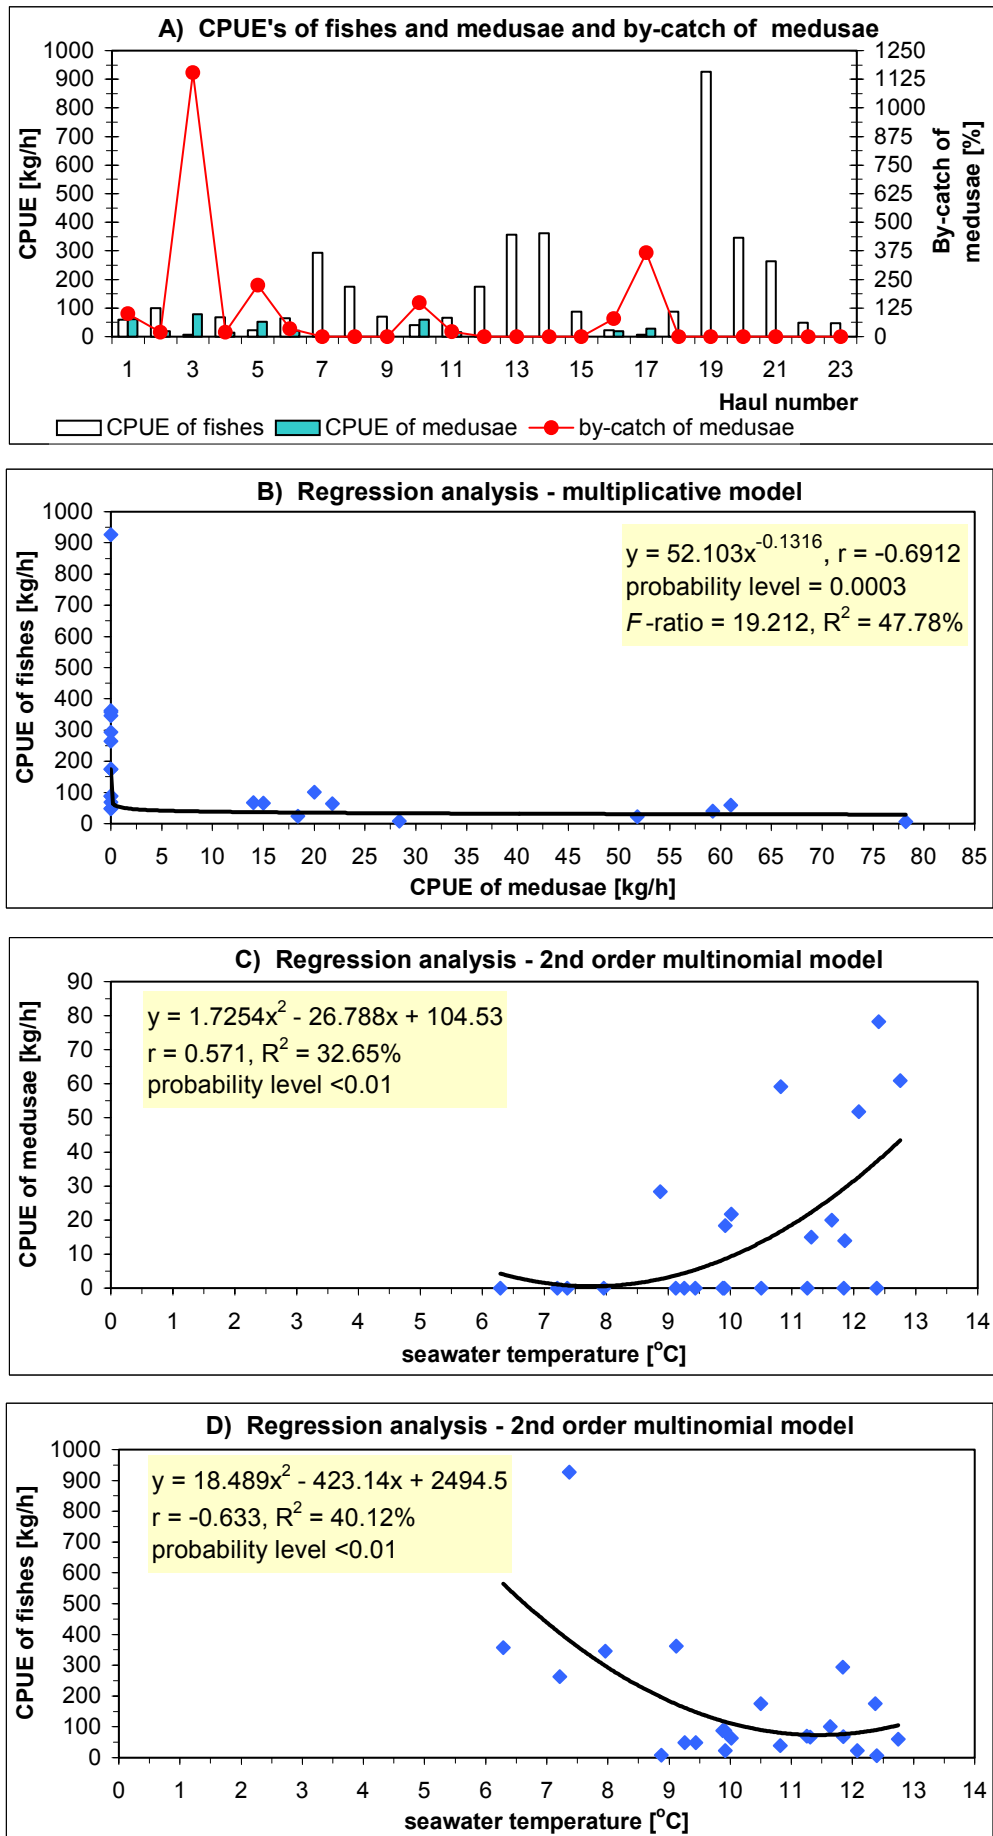 A) CPUE's of fishes and medusae and by-catch of medusae
1000 1250
900 1125
800 1000
700 875
600 750
500 625
400 500
300 375
200 250
100 125
0 0
CPUE [kg/h]
By-catch of
medusae [%]
1 3 5 7 9 11 13 15 17 19 21 23
Haul number
CPUE of fishes CPUE of medusae by-catch of medusae
B) Regression analysis - multiplicative model
1000
900
800
700
600
500
400
300
200
100
0
CPUE of fishes [kg/h]
y = 52.103x^-0.1316, r = -0.6912
probability level = 0.0003
F-ratio = 19.212, R² = 47.78%
0 5 10 15 20 25 30 35 40 45 50 55 60 65 70 75 80 85
CPUE of medusae [kg/h]
C) Regression analysis - 2nd order multinomial model
90
80
70
60
50
40
30
20
10
0
CPUE of medusae [kg/h]
y = 1.7254x² - 26.788x + 104.53
r = 0.571, R² = 32.65%
probability level <0.01
0 1 2 3 4 5 6 7 8 9 10 11 12 13 14
seawater temperature [°C]
D) Regression analysis - 2nd order multinomial model
1000
900
800
700
600
500
400
300
200
100
0
CPUE of fishes [kg/h]
y = 18.489x² - 423.14x + 2494.5
r = -0.633, R² = 40.12%
probability level <0.01
0 1 2 3 4 5 6 7 8 9 10 11 12 13 14
seawater temperature [°C]